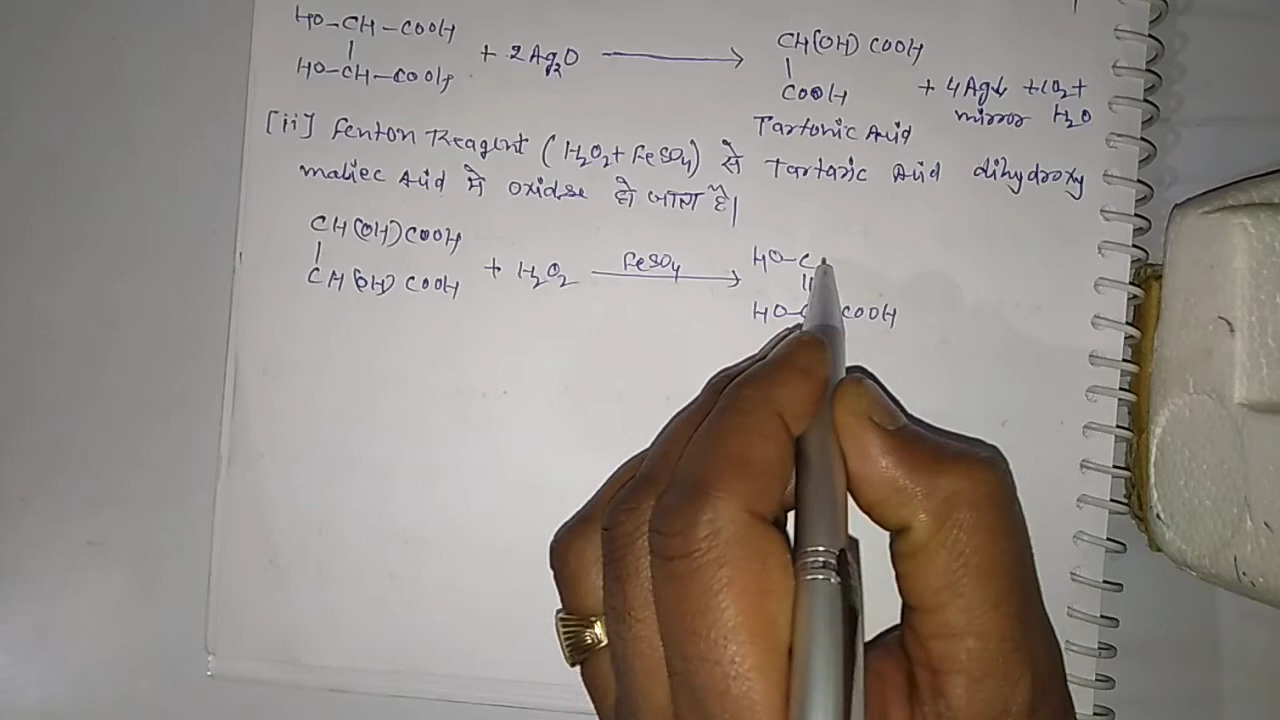 HO-CH-COOH
|
HO-CH-COOH + 2Ag2O ⟶ CH(OH) COOH
|
COOH + 4Ag↓ + CO2 +
mirror H2O
Tartonic Acid
[ii] Fenton Reagent (H2O2 + FeSO4) से Tartaric Acid dihydroxy
maliec Acid में oxidse हो जाता है।
CH(OH) COOH
|
CH(OH) COOH + H2O2 FeSO4 ⟶ HO-C
||
HO-C COOH